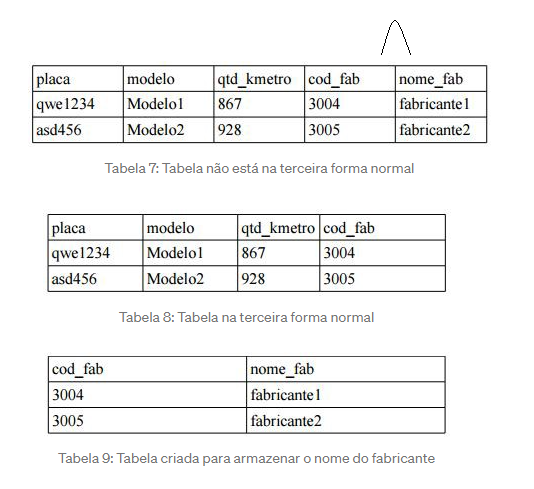 placa modelo qtd_kmetro cod_fab nome_fab
qwe1234 Modelo1 867 3004 fabricante1
asd456 Modelo2 928 3005 fabricante2
Tabela 7: Tabela não está na terceira forma normal
placa modelo qtd_kmetro cod_fab
qwe1234 Modelo1 867 3004
asd456 Modelo2 928 3005
Tabela 8: Tabela na terceira forma normal
cod_fab nome_fab
3004 fabricante1
3005 fabricante2
Tabela 9: Tabela criada para armazenar o nome do fabricante